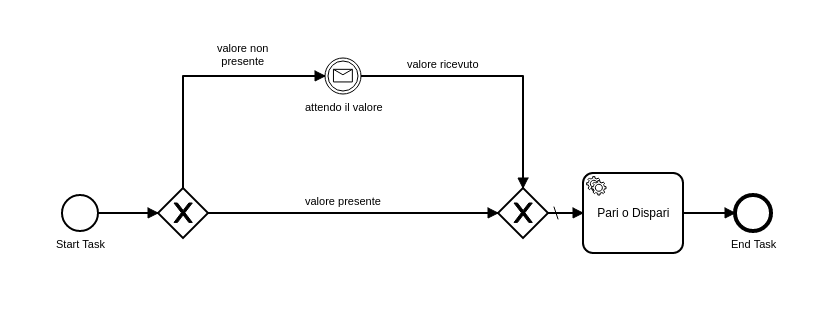 valore non
presente
valore ricevuto
attendo il valore
valore presente
Pari o Dispari
Start Task
End Task